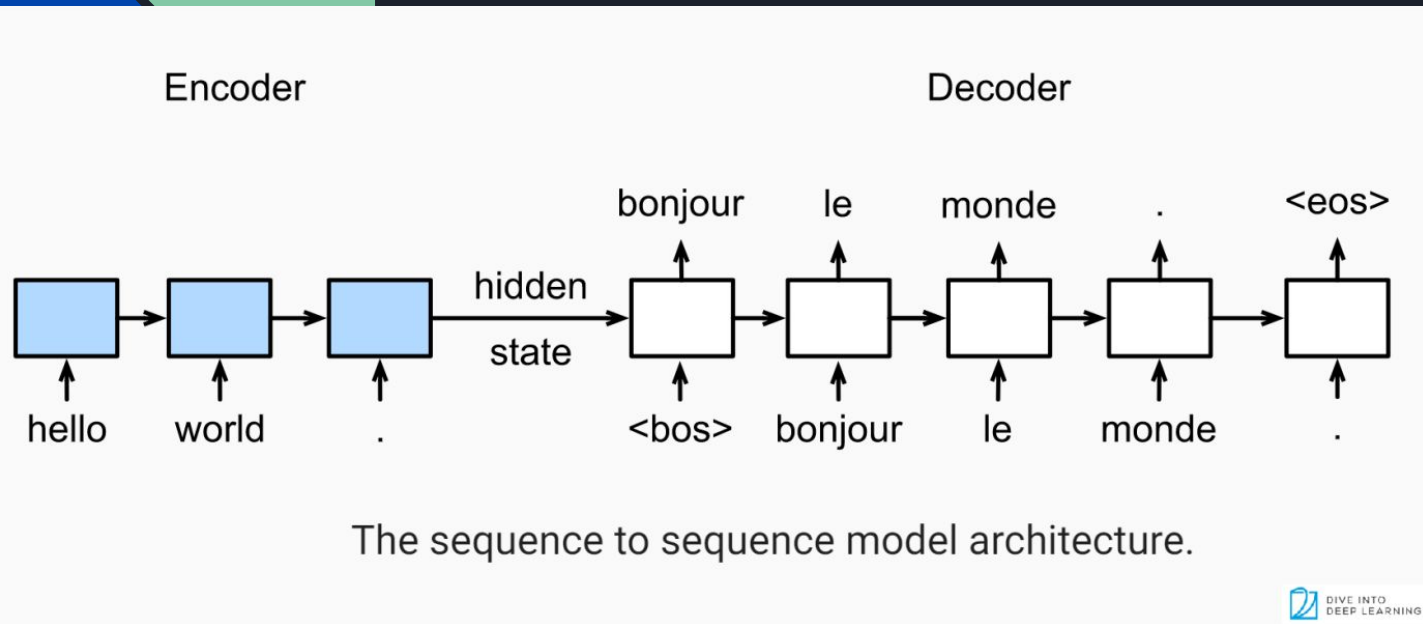 Encoder Decoder
bonjour le monde . <eos>
hidden
state
hello world . <bos> bonjour le monde .
The sequence to sequence model architecture.
DIVE INTO
DEEP LEARNING